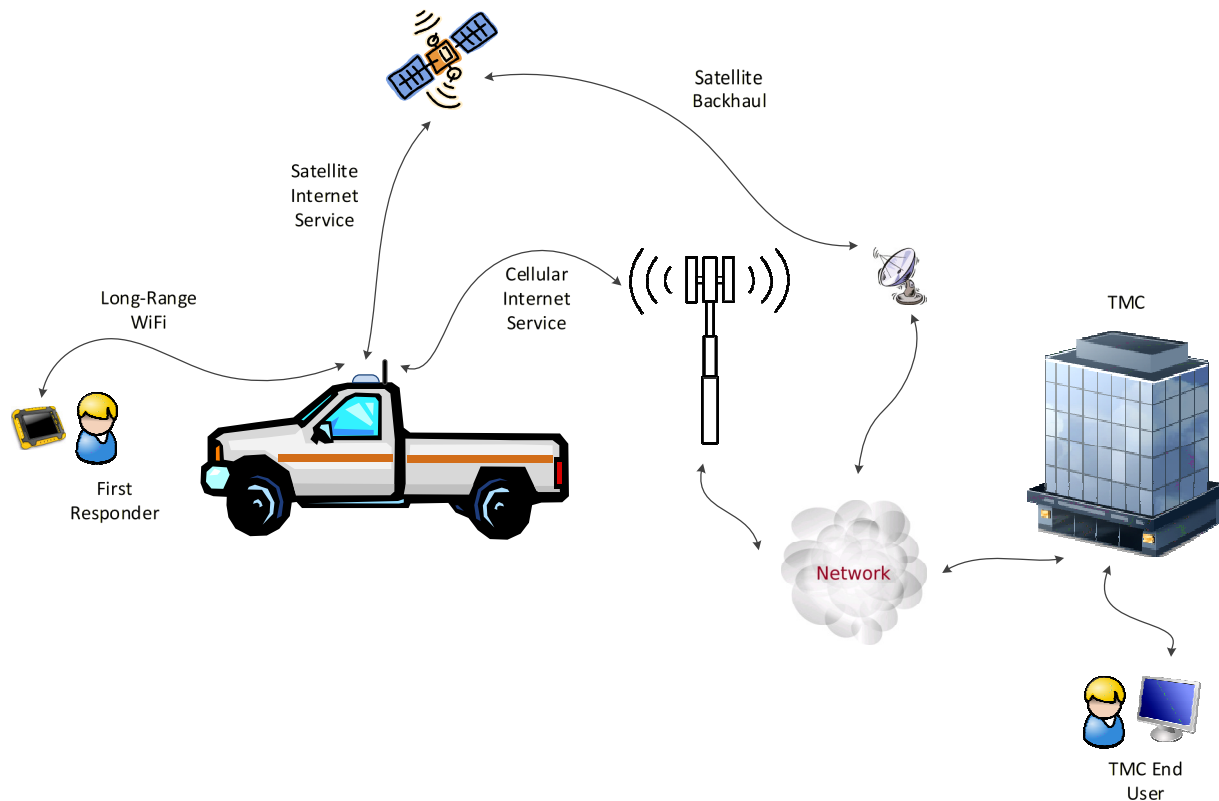 Satellite
Backhaul
Satellite
Internet
Service
Cellular
Internet
Service
Long-Range
WiFi
TMC
First
Responder
Network
TMC End
User